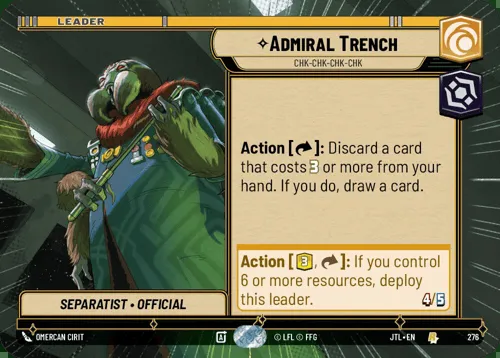 LEADER
✧ADMIRAL TRENCH
CHK-CHK-CHK-CHK
Action [↷]: Discard a card
that costs 3 or more from your
hand. If you do, draw a card.
Action [3, ↷]: If you control
6 or more resources, deploy
this leader.
4/5
SEPARATIST • OFFICIAL
OMERCAN CIRIT
A
© LFL © FFG
JTL • EN
276